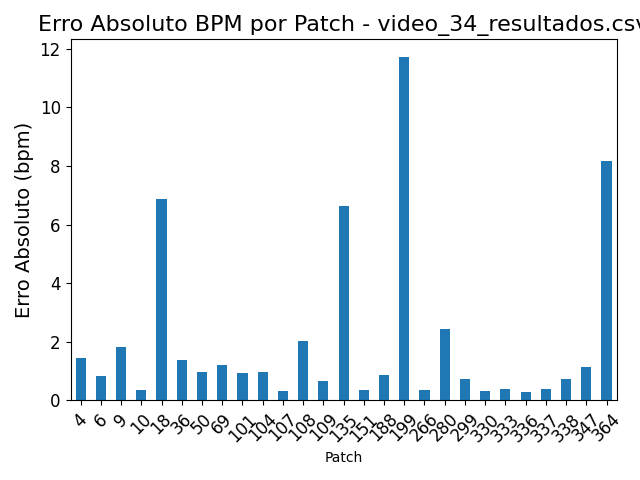 Erro Absoluto BPM por Patch - video_34_resultados.csv
12
10
8
6
4
2
0
Erro Absoluto (bpm)
4 6 9 10 18 36 50 69 101 104 107 108 109 135 151 188 199 266 280 299 330 333 336 337 338 347 364
Patch